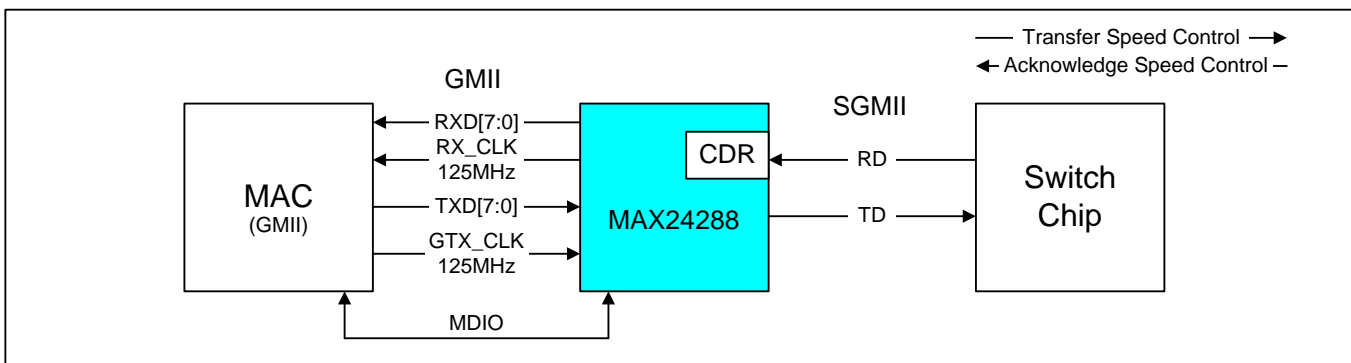 Transfer Speed Control
Acknowledge Speed Control
GMII
SGMII
RXD[7:0]
RX_CLK
125MHz
TXD[7:0]
GTX_CLK
125MHz
MAC
(GMII)
CDR
MAX24288
RD
TD
Switch
Chip
MDIO